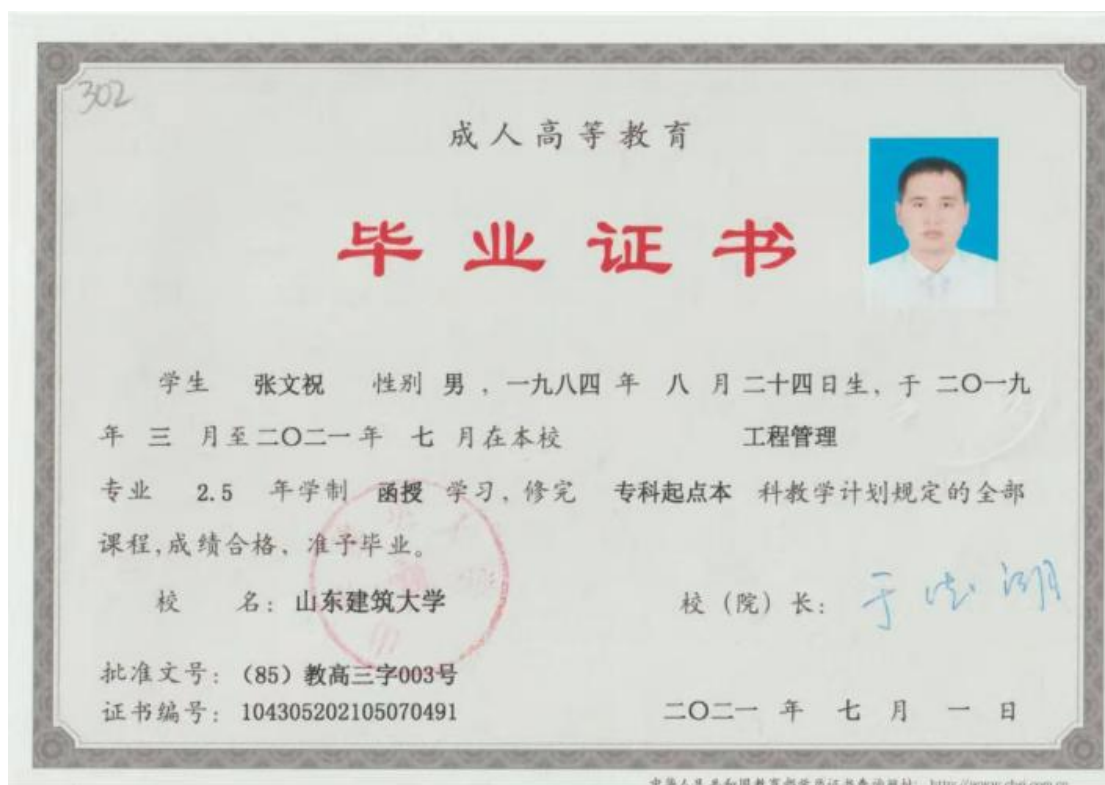 302
成人高等教育
毕业证书
学生 张文祝 性别 男 ，一九八四 年 八 月 二十四日生、于 二〇一九
年 三 月至二〇二一年 七 月在本校 工程管理
专业 2.5 年学制 函授 学习，修完 专科起点本 科教学计划规定的全部
课程,成绩合格、准予毕业。
校 名：山东建筑大学 校（院）长：
批准文号：（85）教高三字003号
证书编号：104305202105070491 二〇二一 年 七 月 一 日